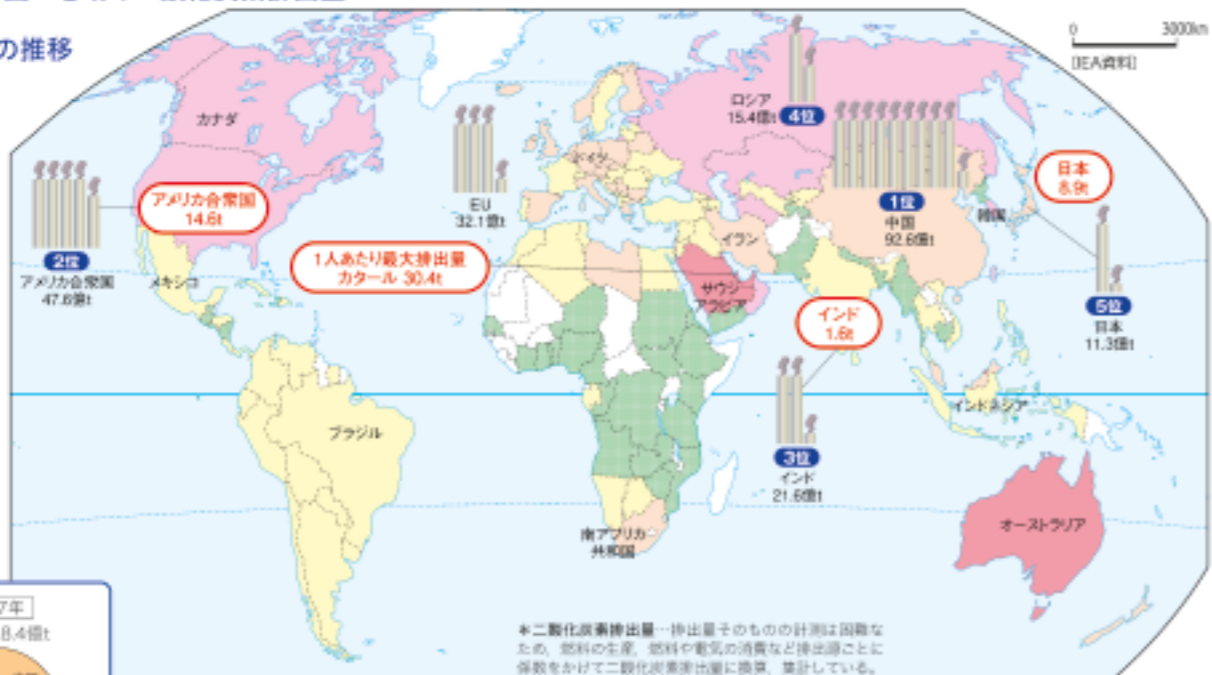 の推移
0 3000km
[IEA資料]
カナダ
アメリカ合衆国
14.6t
2位
アメリカ合衆国
47.6億t
メキシコ
EU
32.1億t
ドイツ
1人あたり最大排出量
カタール 30.4t
ロシア
15.4億t
4位
1位
中国
92.6億t
韓国
日本
8.9t
5位
日本
11.3億t
イラン
サウジ
アラビア
インド
1.6t
3位
インド
21.6億t
インドネシア
ブラジル
南アフリカ
共和国
オーストラリア
7年
8.4億t
*二酸化炭素排出量…排出量そのものの計測は困難な
ため、燃料の生産、燃料や電気の消費など排出源ごとに
係数をかけて二酸化炭素排出量に換算、集計している。